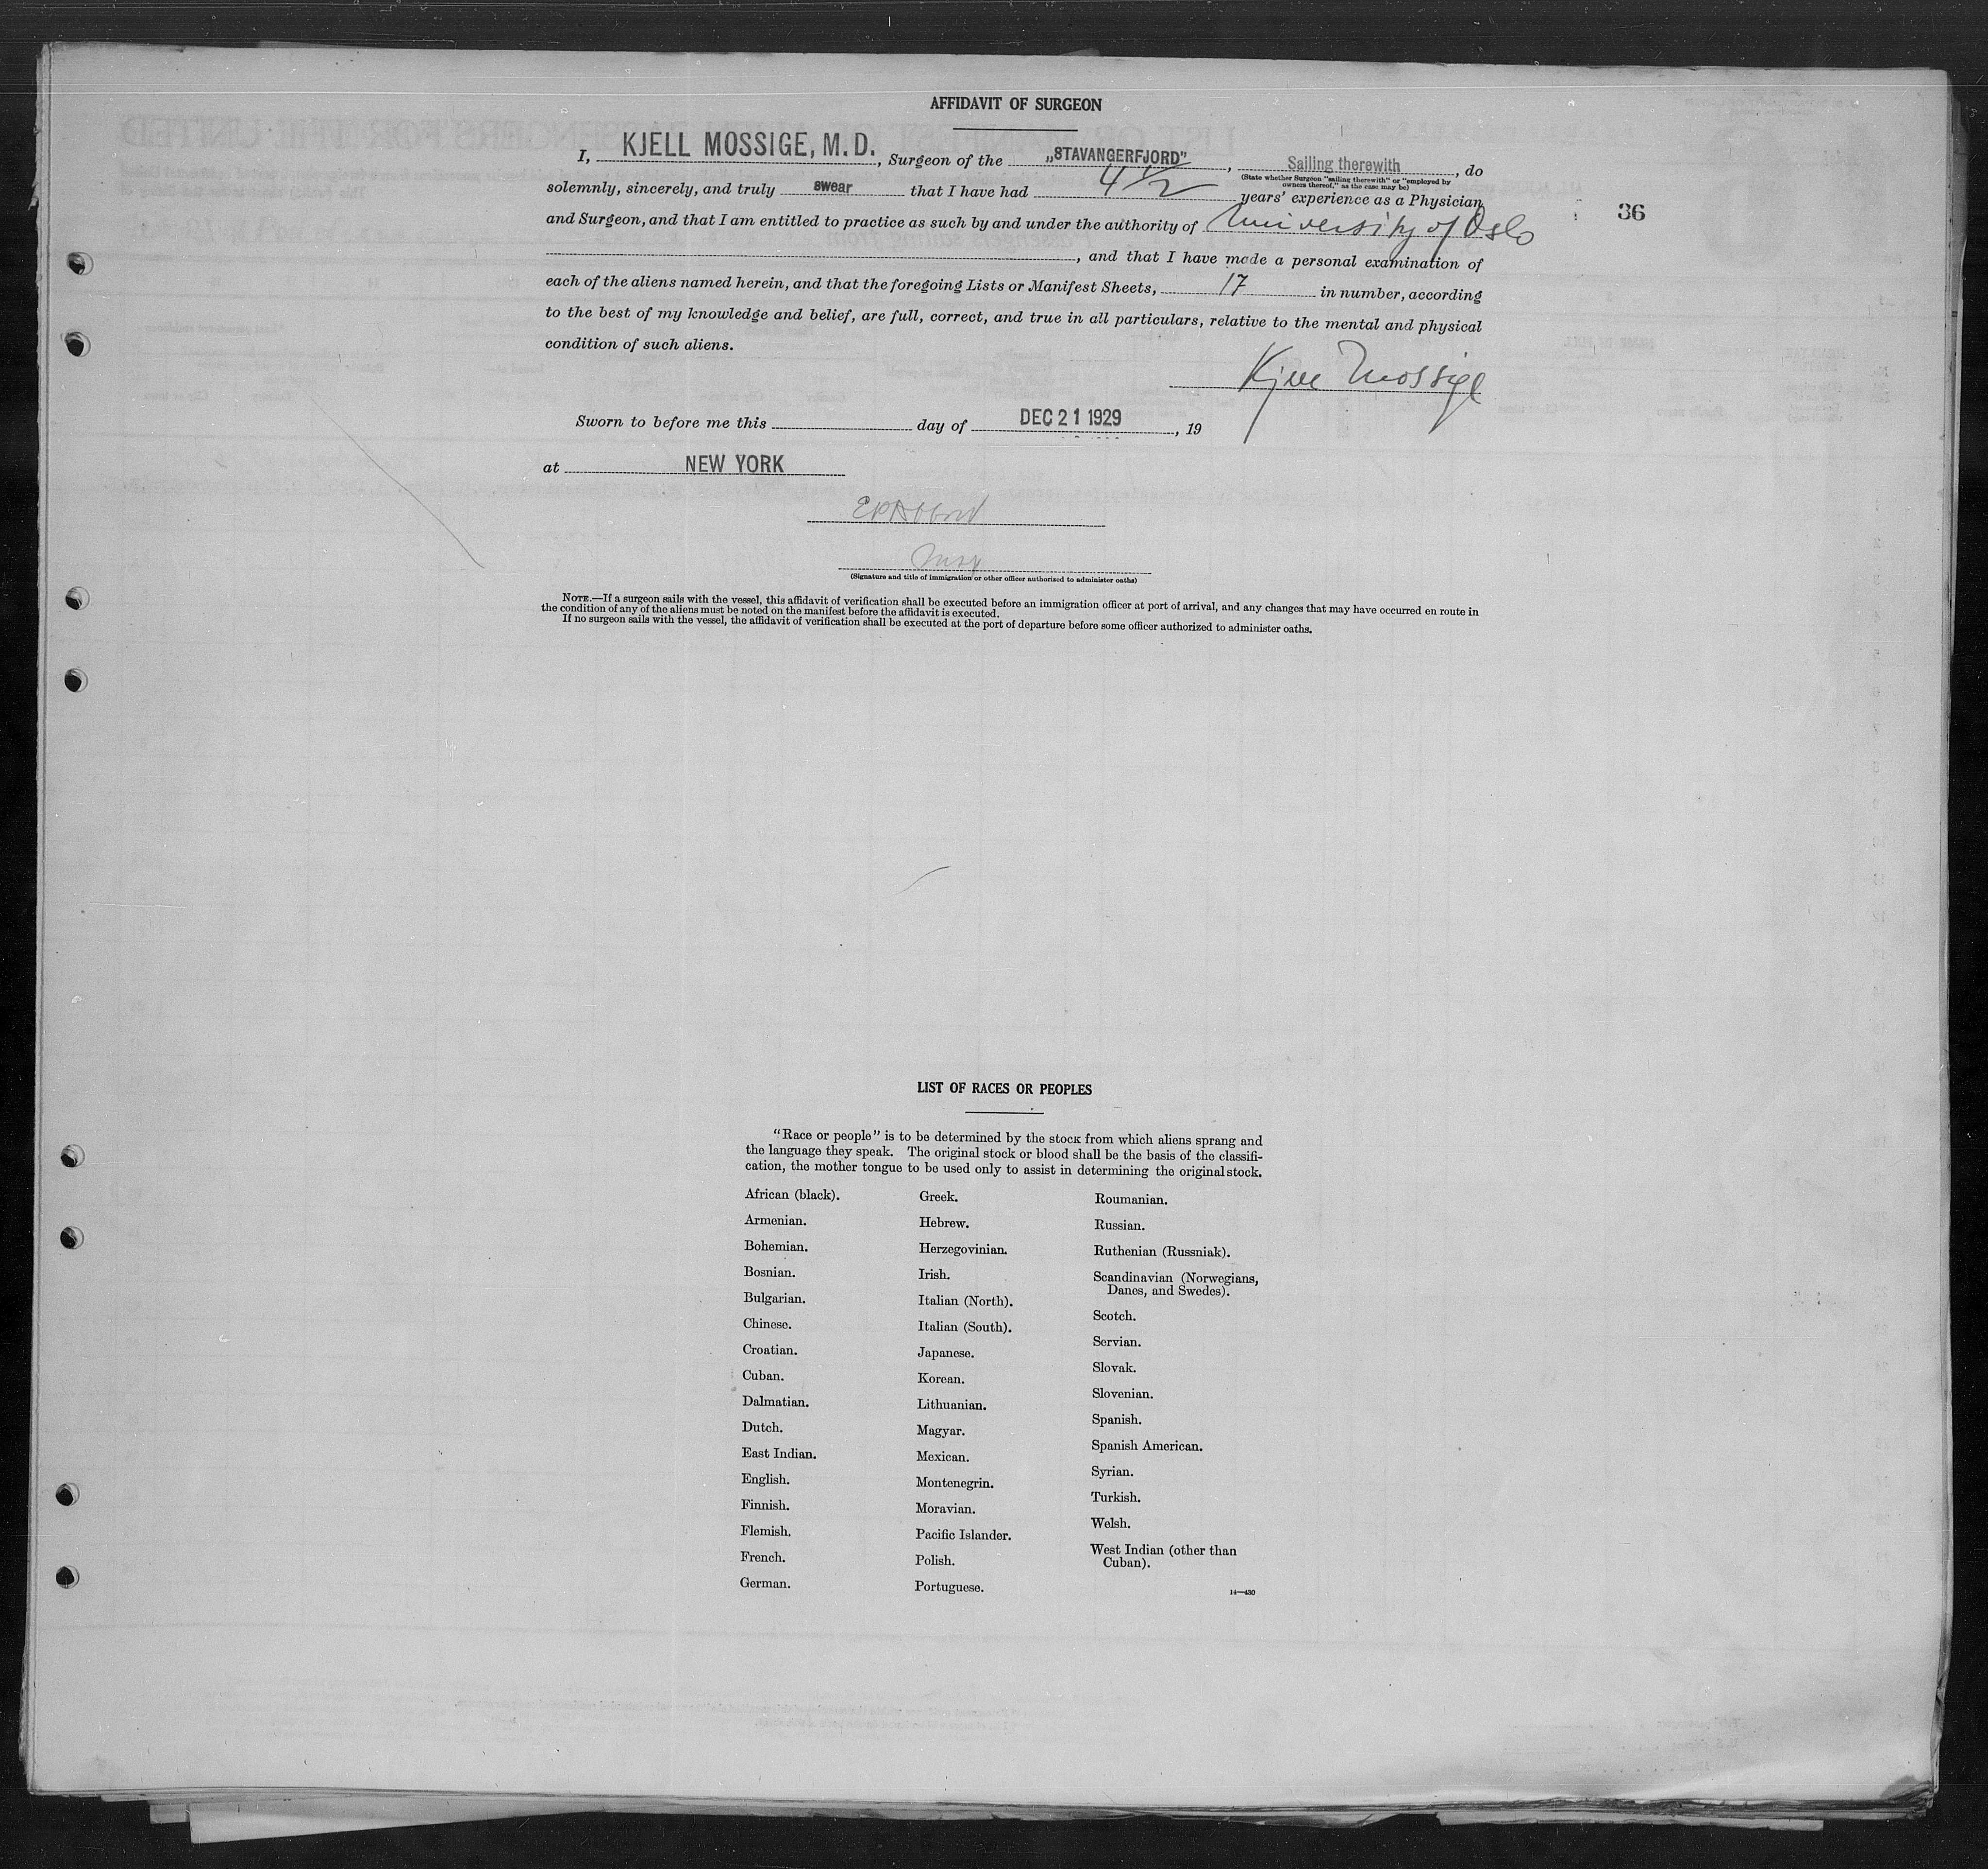 AFFIDAVIT OF SURGEON
I, KJELL MOSSIGE, M.D. , Surgeon of the „STAVANGERFJORD" , Sailing therewith , do
(State whether Surgeon "sailing therewith" or "employed by
owners thereof," as the case may be)
solemnly, sincerely, and truly swear that I have had 4 1/2 years' experience as a Physician
and Surgeon, and that I am entitled to practice as such by and under the authority of University of Oslo
36
, and that I have made a personal examination of
each of the aliens named herein, and that the foregoing Lists or Manifest Sheets, 17 in number, according
to the best of my knowledge and belief, are full, correct, and true in all particulars, relative to the mental and physical
condition of such aliens.
Kjell Mossige
Sworn to before me this day of DEC 21 1929 , 19
at NEW YORK
(Signature and title of immigration or other officer authorized to administer oaths)
NOTE.—If a surgeon sails with the vessel, this affidavit of verification shall be executed before an immigration officer at port of arrival, and any changes that may have occurred en route in
the condition of any of the aliens must be noted on the manifest before the affidavit is executed.
If no surgeon sails with the vessel, the affidavit of verification shall be executed at the port of departure before some officer authorized to administer oaths.
LIST OF RACES OR PEOPLES
"Race or people" is to be determined by the stock from which aliens sprang and
the language they speak. The original stock or blood shall be the basis of the classifi-
cation, the mother tongue to be used only to assist in determining the original stock.
African (black).
Armenian.
Bohemian.
Bosnian.
Bulgarian.
Chinese.
Croatian.
Cuban.
Dalmatian.
Dutch.
East Indian.
English.
Finnish.
Flemish.
French.
German.
Greek.
Hebrew.
Herzegovinian.
Irish.
Italian (North).
Italian (South).
Japanese.
Korean.
Lithuanian.
Magyar.
Mexican.
Montenegrin.
Moravian.
Pacific Islander.
Polish.
Portuguese.
Roumanian.
Russian.
Ruthenian (Russniak).
Scandinavian (Norwegians,
Danes, and Swedes).
Scotch.
Servian.
Slovak.
Slovenian.
Spanish.
Spanish American.
Syrian.
Turkish.
Welsh.
West Indian (other than
Cuban).
14—430